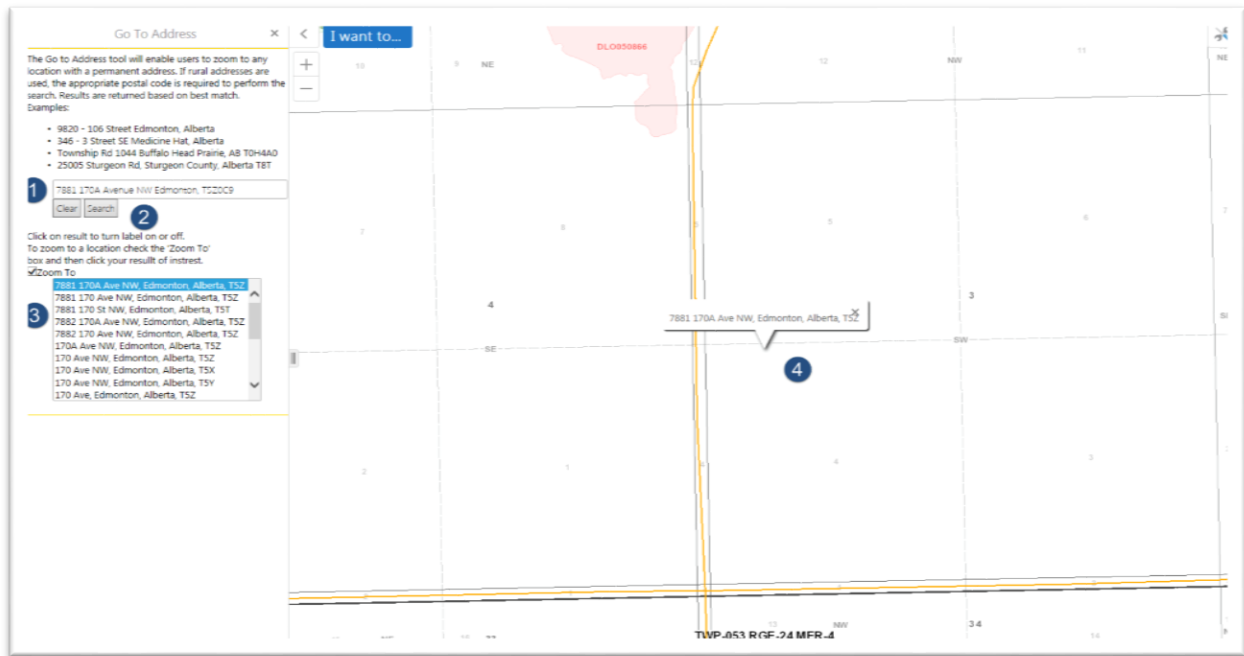 Go To Address
×
The Go to Address tool will enable users to zoom to any
location with a permanent address. If rural addresses are
used, the appropriate postal code is required to perform the
search. Results are returned based on best match.
Examples:
• 9820 - 106 Street Edmonton, Alberta
• 346 - 3 Street SE Medicine Hat, Alberta
• Township Rd 1044 Buffalo Head Prairie, AB T0H4A0
• 25005 Sturgeon Rd, Sturgeon County, Alberta T8T
1
7881 170A Avenue NW Edmonton, T5Z0C9
Clear Search
2
Click on result to turn label on or off.
To zoom to a location check the 'Zoom To'
box and then click your resullt of instrest.
Zoom To
3
7881 170A Ave NW, Edmonton, Alberta, T5Z
7881 170 Ave NW, Edmonton, Alberta, T5Z
7881 170 St NW, Edmonton, Alberta, T5T
7882 170A Ave NW, Edmonton, Alberta, T5Z
7882 170 Ave NW, Edmonton, Alberta, T5Z
170A Ave NW, Edmonton, Alberta, T5Z
170 Ave NW, Edmonton, Alberta, T5Z
170 Ave NW, Edmonton, Alberta, T5X
170 Ave NW, Edmonton, Alberta, T5Y
170 Ave, Edmonton, Alberta, T5Z
I want to...
+
−
DLO050866
10 9 NE 12 12 NW 11 NE
7 8 5 5 6 7
4 3
7881 170A Ave NW, Edmonton, Alberta, T5Z
SE SW
4
2 1 4 4 3
13 NW 34 14
TWP-053 RGE-24 MER-4